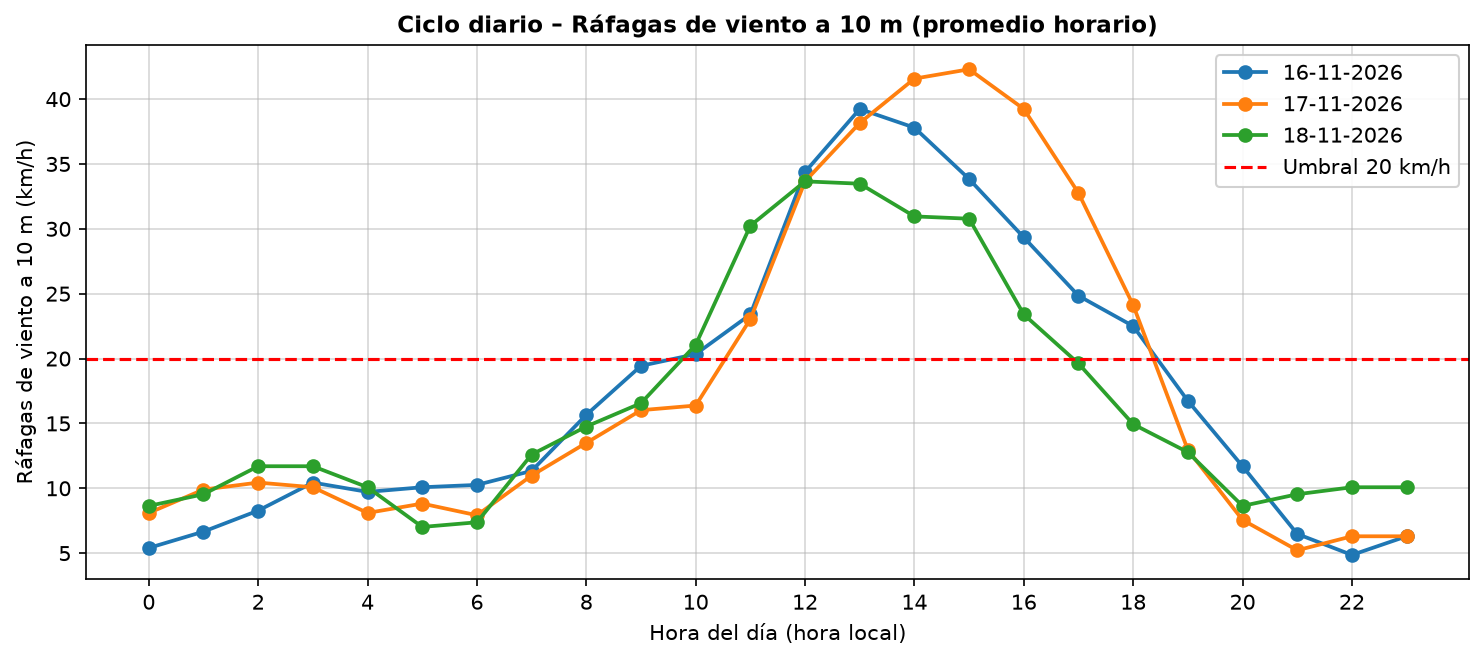 Ciclo diario – Ráfagas de viento a 10 m (promedio horario)
16-11-2026
17-11-2026
18-11-2026
Umbral 20 km/h
Ráfagas de viento a 10 m (km/h)
40
35
30
25
20
15
10
5
0 2 4 6 8 10 12 14 16 18 20 22
Hora del día (hora local)